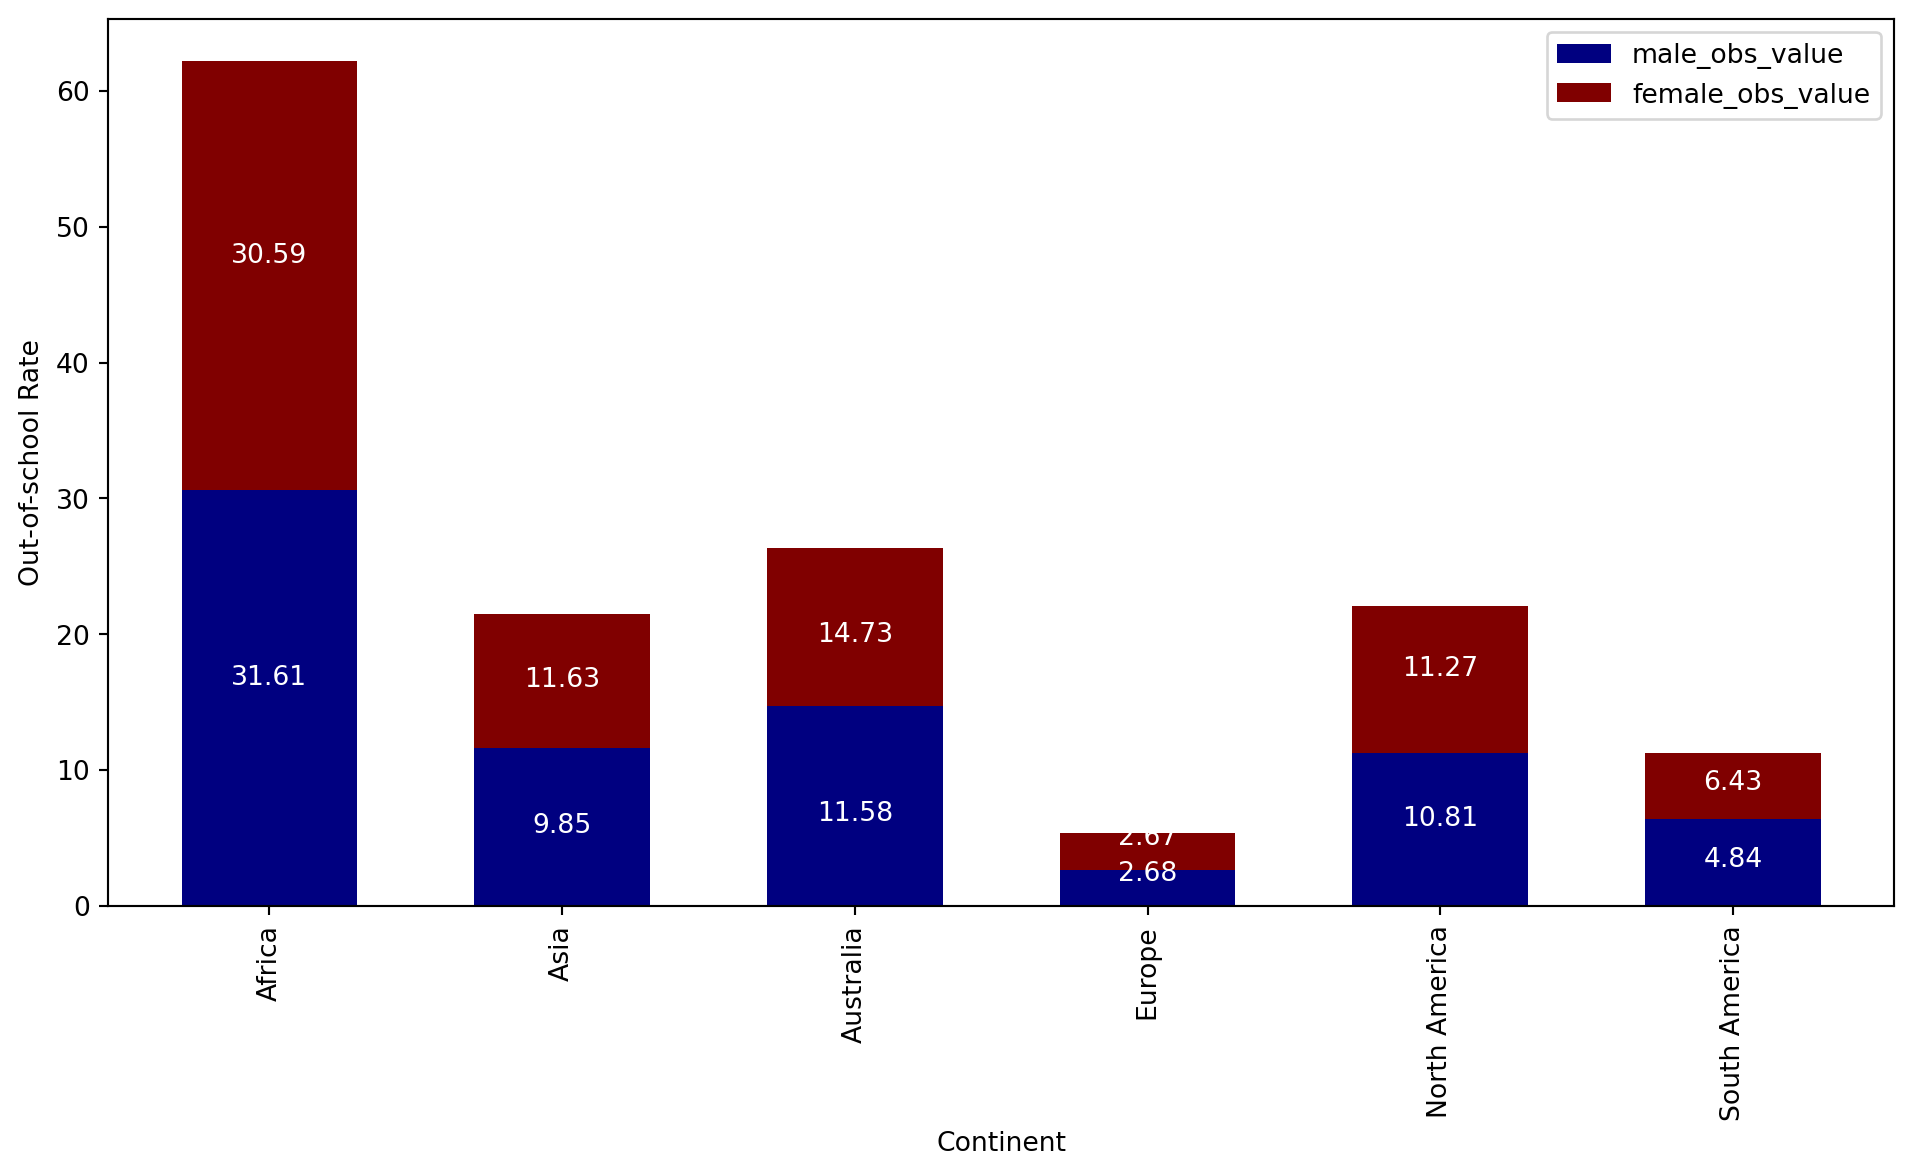 male_obs_value
female_obs_value
Out-of-school Rate
60
50
40
30
20
10
0
30.59
31.61
11.63
9.85
14.73
11.58
2.67
2.68
11.27
10.81
6.43
4.84
Africa
Asia
Australia
Europe
North America
South America
Continent